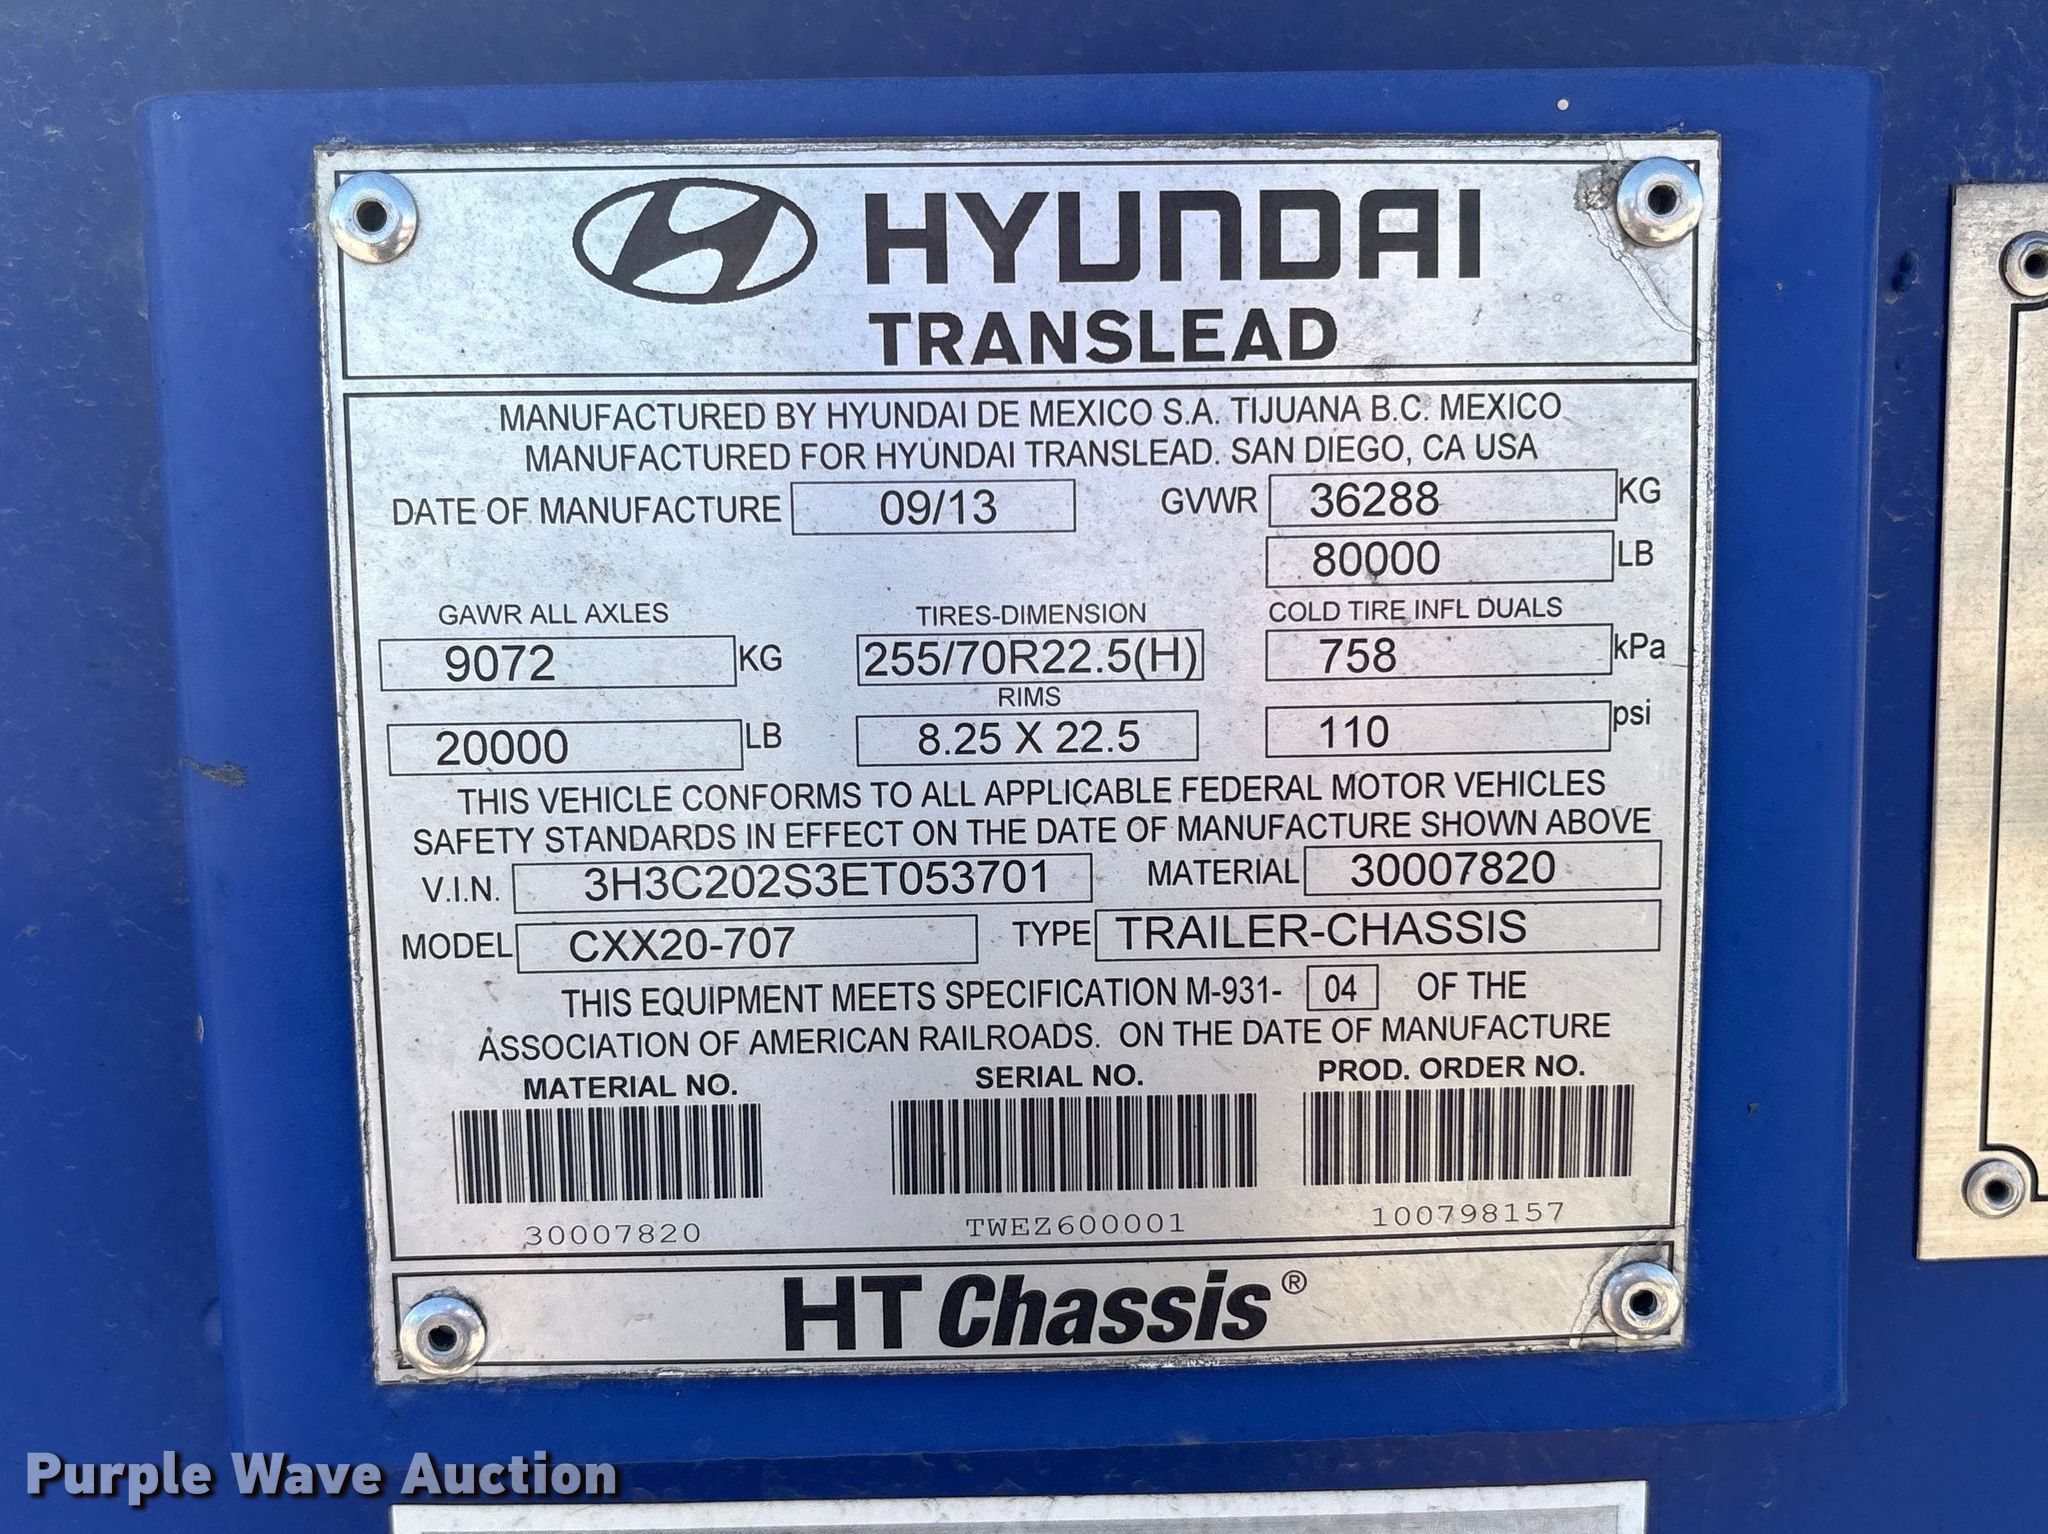 HYUNDAI
TRANSLEAD
MANUFACTURED BY HYUNDAI DE MEXICO S.A. TIJUANA B.C. MEXICO
MANUFACTURED FOR HYUNDAI TRANSLEAD. SAN DIEGO, CA USA
DATE OF MANUFACTURE 09/13 GVWR 36288 KG
80000 LB
GAWR ALL AXLES TIRES-DIMENSION COLD TIRE INFL DUALS
9072 KG 255/70R22.5(H) 758 kPa
RIMS
20000 LB 8.25 X 22.5 110 psi
THIS VEHICLE CONFORMS TO ALL APPLICABLE FEDERAL MOTOR VEHICLES
SAFETY STANDARDS IN EFFECT ON THE DATE OF MANUFACTURE SHOWN ABOVE
V.I.N. 3H3C202S3ET053701 MATERIAL 30007820
MODEL CXX20-707 TYPE TRAILER-CHASSIS
THIS EQUIPMENT MEETS SPECIFICATION M-931- 04 OF THE
ASSOCIATION OF AMERICAN RAILROADS. ON THE DATE OF MANUFACTURE
MATERIAL NO. SERIAL NO. PROD. ORDER NO.
30007820 TWEZ600001 100798157
HT Chassis®
Purple Wave Auction